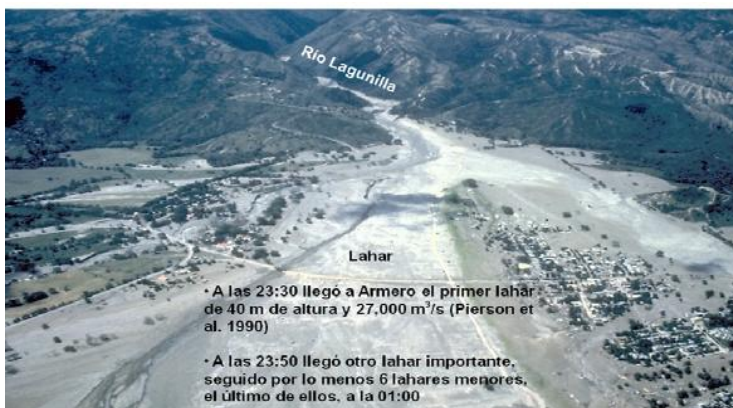 Río Lagunilla
Lahar
· A las 23:30 llegó a Armero el primer lahar
de 40 m de altura y 27,000 m³/s (Pierson et
al. 1990)
· A las 23:50 llegó otro lahar importante,
seguido por lo menos 6 lahares menores,
el último de ellos, a la 01:00